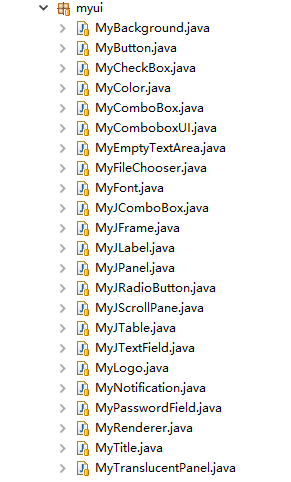 myui
MyBackground.java
MyButton.java
MyCheckBox.java
MyColor.java
MyComboBox.java
MyComboboxUI.java
MyEmptyTextArea.java
MyFileChooser.java
MyFont.java
MyJComboBox.java
MyJFrame.java
MyJLabel.java
MyJPanel.java
MyJRadioButton.java
MyJScrollPane.java
MyJTable.java
MyJTextField.java
MyLogo.java
MyNotification.java
MyPasswordField.java
MyRenderer.java
MyTitle.java
MyTranslucentPanel.java